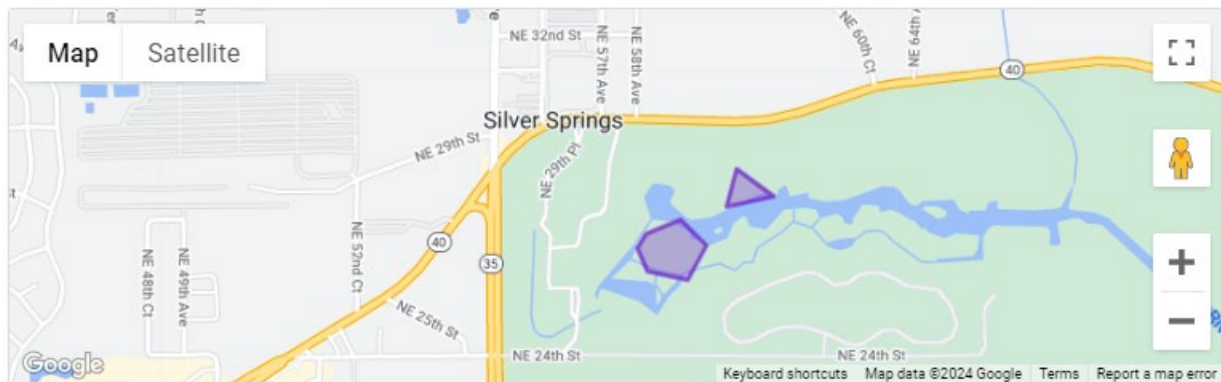 Map
Satellite
NE 32nd St
NE 57th Ave
NE 58th Ave
NE 60th Ct
NE 64th A
40
Silver Springs
NE 29th St
NE 29th Pl
NE 52nd Ct
40
35
NE 48th Ct
NE 49th Ave
NE 25th St
NE 24th St
NE 24th St
Google
Keyboard shortcuts
Map data ©2024 Google
Terms
Report a map error